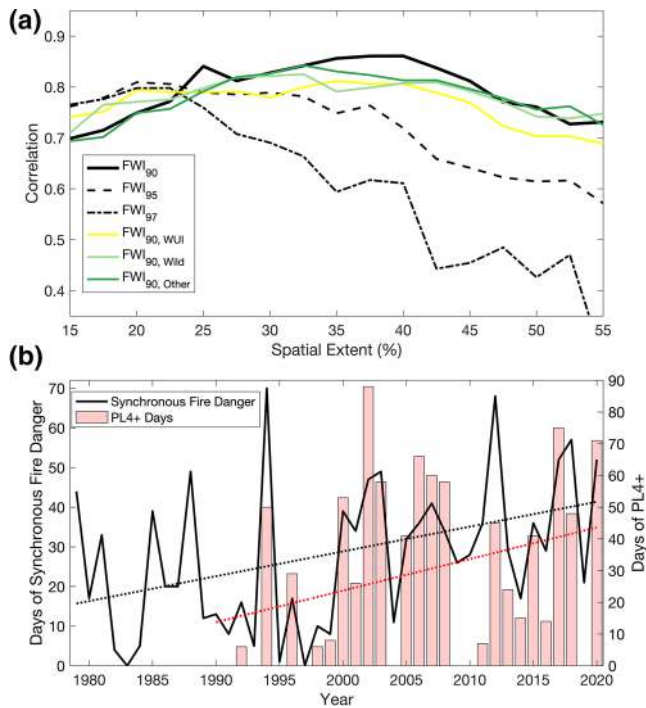 (a)
0.9
0.8
0.7
0.6
0.5
0.4
Correlation
FWI90
FWI95
FWI97
FWI90, WUI
FWI90, Wild
FWI90, Other
15 20 25 30 35 40 45 50 55
Spatial Extent (%)
(b)
70
60
50
40
30
20
10
0
Days of Synchronous Fire Danger
Synchronous Fire Danger
PL4+ Days
90
80
70
60
50
40
30
20
10
0
Days of PL4+
1980 1985 1990 1995 2000 2005 2010 2015 2020
Year